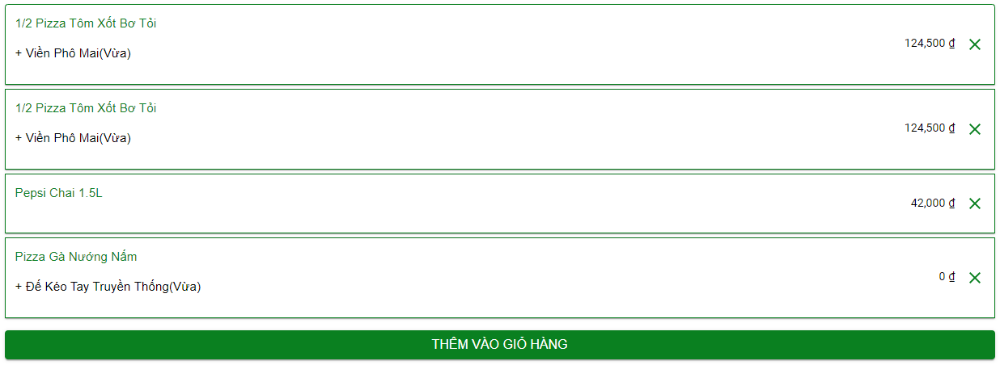 1/2 Pizza Tôm Xốt Bơ Tỏi
+ Viền Phô Mai(Vừa)
124,500 ₫
1/2 Pizza Tôm Xốt Bơ Tỏi
+ Viền Phô Mai(Vừa)
124,500 ₫
Pepsi Chai 1.5L
42,000 ₫
Pizza Gà Nướng Nấm
+ Đế Kéo Tay Truyền Thống(Vừa)
0 ₫
THÊM VÀO GIỎ HÀNG